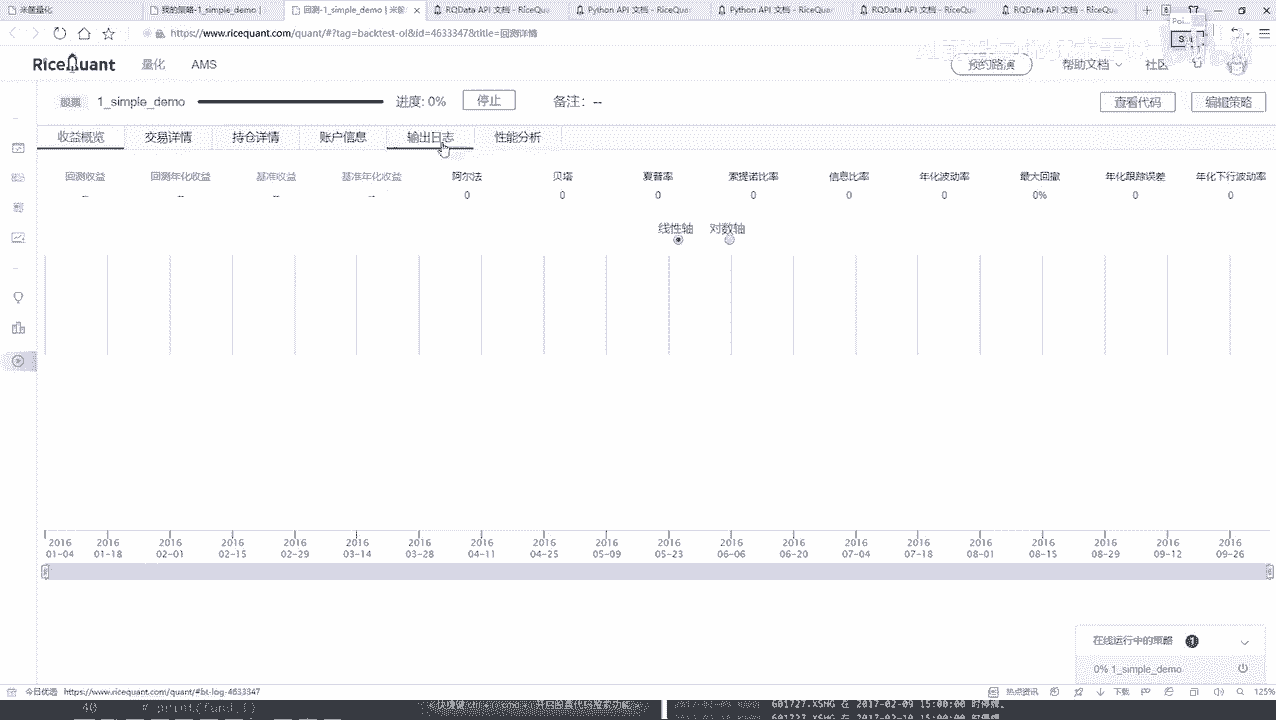 米筐量化 我的策略-1_simple_demo | 回测-1_simple_demo | 米筐 RQData API 文档 - RiceQu Python API 文档 - RiceQuar Python API 文档 - RiceQuar RQData API 文档 - RiceQu RQData API 文档 - RiceQu
https://www.ricequant.com/quant/#?tag=backtest-ol&id=4633347&title=回测详情
RiceQuant 量化 AMS 预约路演 帮助文档 社区
1_simple_demo 进度: 0% 停止 备注: -- 查看代码 编辑策略
收益概览 交易详情 持仓详情 账户信息 输出日志 性能分析
回测收益 回测年化收益 基准收益 基准年化收益 阿尔法 贝塔 夏普率 索提诺比率 信息比率 年化波动率 最大回撤 年化跟踪误差 年化下行波动率
-- -- -- -- 0 0 0 0 0 0 0% 0 0
线性轴 对数轴
2016 2016 2016 2016 2016 2016 2016 2016 2016 2016 2016 2016 2016 2016 2016 2016 2016 2016 2016 2016
01-04 01-18 02-01 02-15 02-29 03-14 03-28 04-11 04-25 05-09 05-23 06-06 06-20 07-04 07-18 08-01 08-15 08-29 09-12 09-26
在线运行中的策略 1
0% 1_simple_demo
今日优选 https://www.ricequant.com/quant/#bt-log-4633347 热点资讯 下载 125%
40 # print(fund())
601727.XSHG 在 2017-02-09 15:00:00 时停牌。